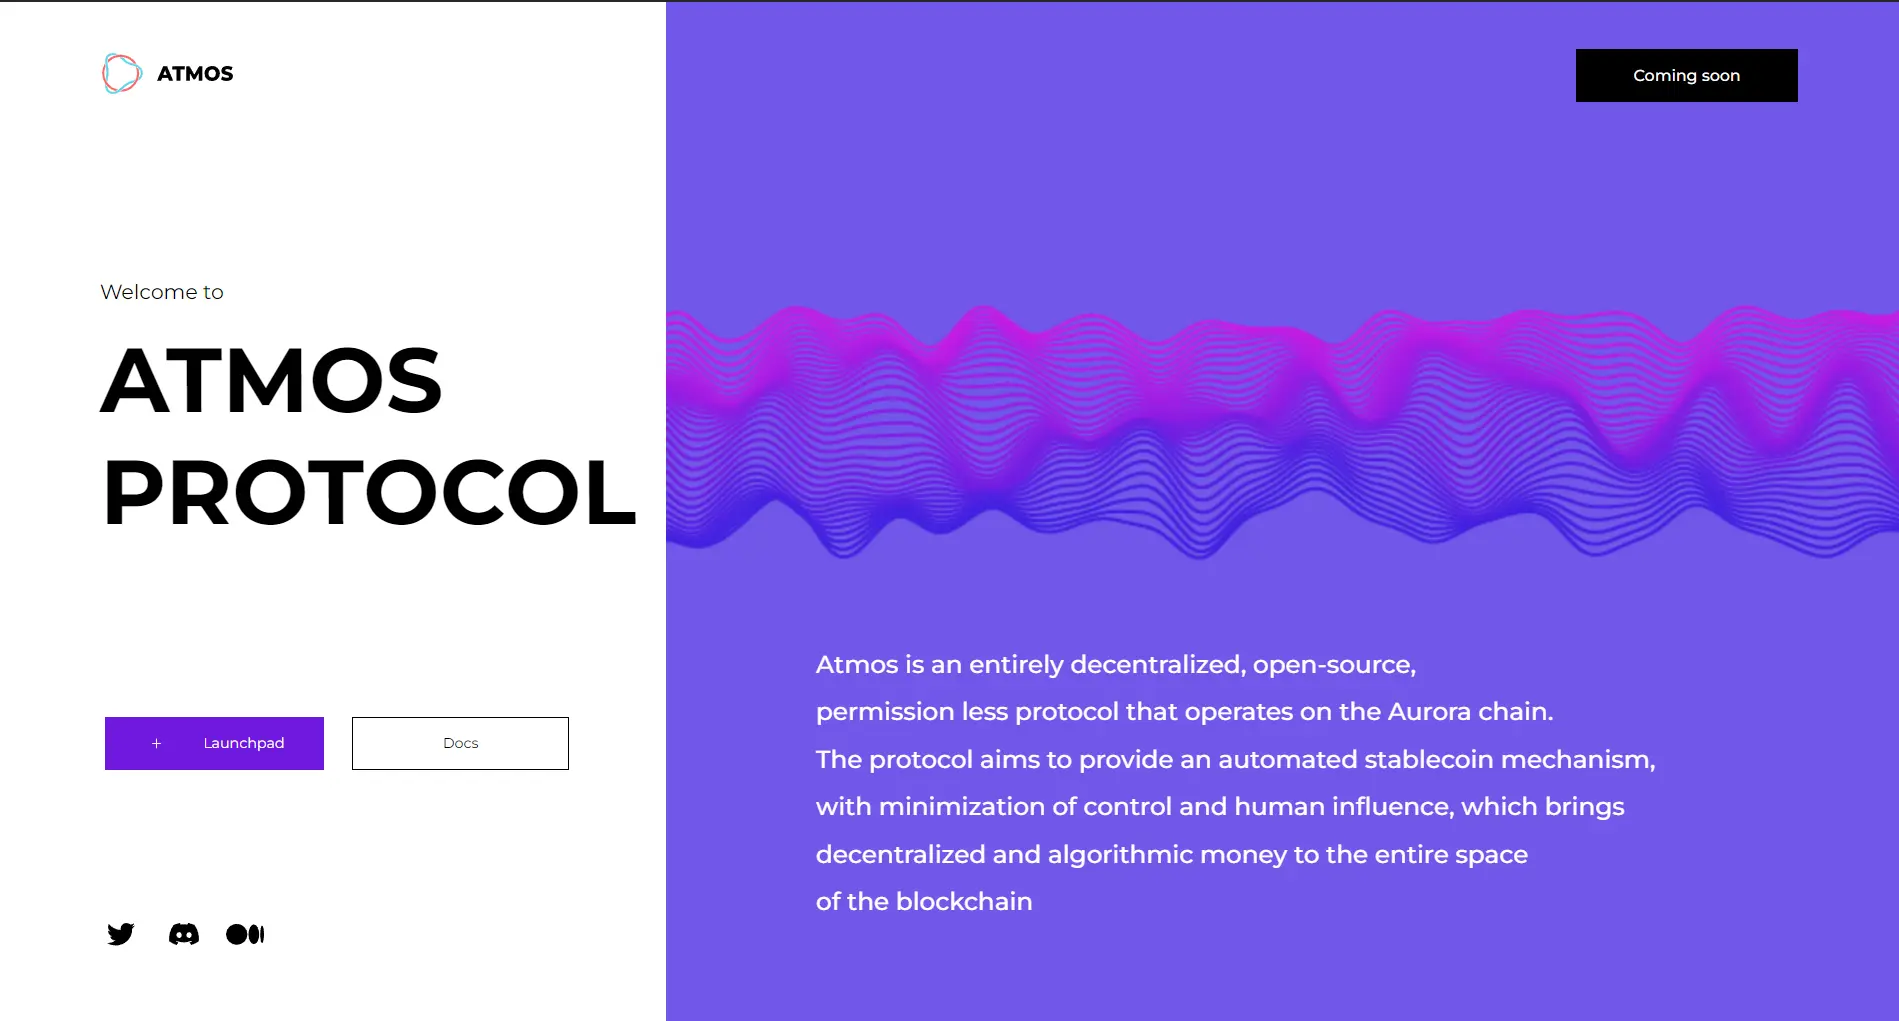 ATMOS
Coming soon
Welcome to
ATMOS
PROTOCOL
+ Launchpad
Docs
Atmos is an entirely decentralized, open-source,
permission less protocol that operates on the Aurora chain.
The protocol aims to provide an automated stablecoin mechanism,
with minimization of control and human influence, which brings
decentralized and algorithmic money to the entire space
of the blockchain